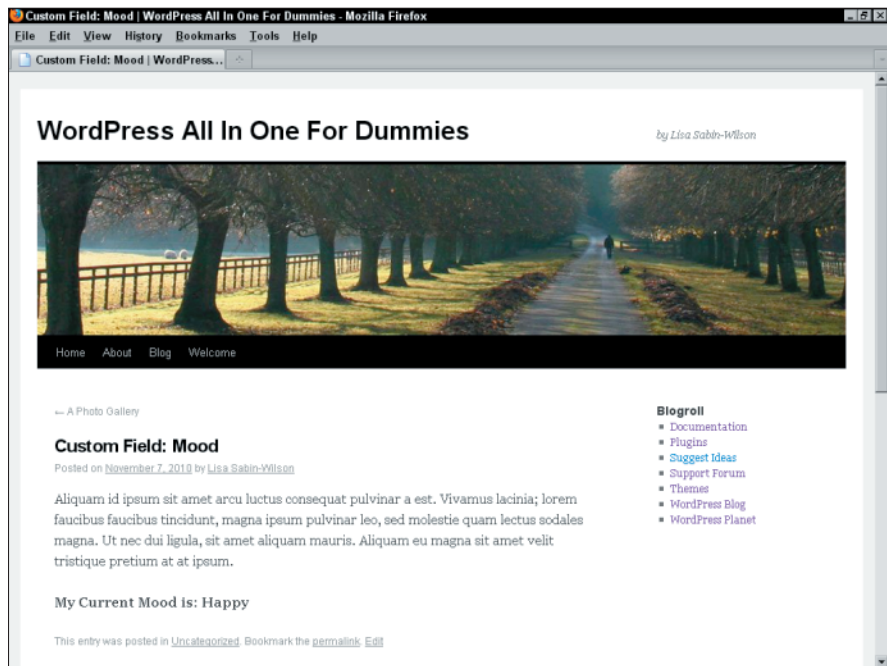 Custom Field: Mood | WordPress All In One For Dummies - Mozilla Firefox
File Edit View History Bookmarks Tools Help
Custom Field: Mood | WordPress...
WordPress All In One For Dummies
by Lisa Sabin-Wilson
Home About Blog Welcome
← A Photo Gallery
Custom Field: Mood
Posted on November 7, 2010 by Lisa Sabin-Wilson
Aliquam id ipsum sit amet arcu luctus consequat pulvinar a est. Vivamus lacinia; lorem
faucibus faucibus tincidunt, magna ipsum pulvinar leo, sed molestie quam lectus sodales
magna. Ut nec dui ligula, sit amet aliquam mauris. Aliquam eu magna sit amet velit
tristique pretium at at ipsum.
My Current Mood is: Happy
This entry was posted in Uncategorized. Bookmark the permalink. Edit
Blogroll
Documentation
Plugins
Suggest Ideas
Support Forum
Themes
WordPress Blog
WordPress Planet